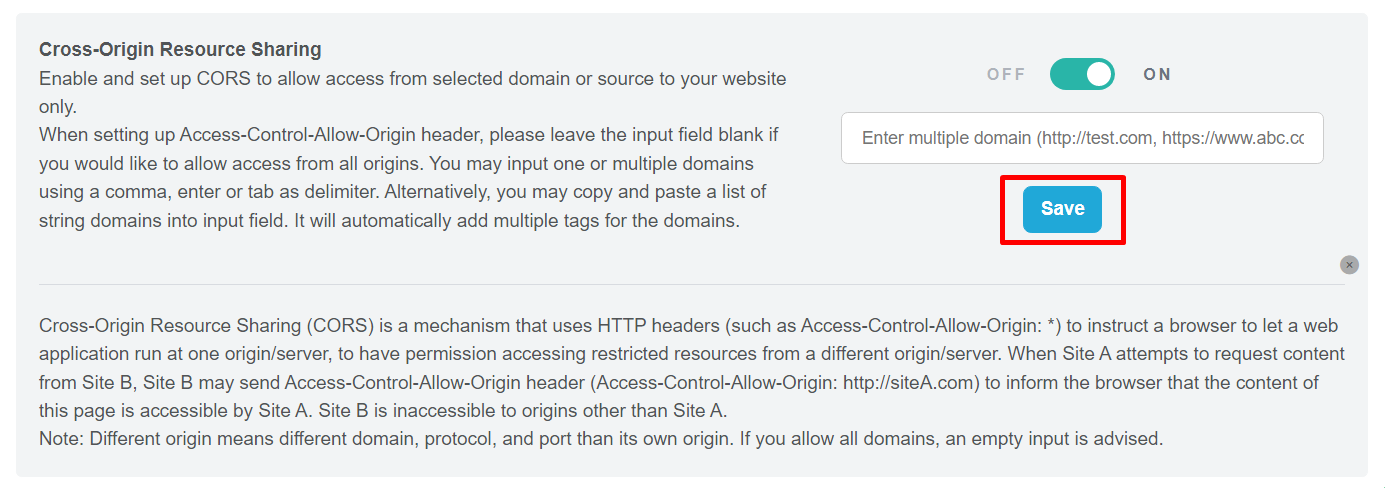 Cross-Origin Resource Sharing
Enable and set up CORS to allow access from selected domain or source to your website
only.
When setting up Access-Control-Allow-Origin header, please leave the input field blank if
you would like to allow access from all origins. You may input one or multiple domains
using a comma, enter or tab as delimiter. Alternatively, you may copy and paste a list of
string domains into input field. It will automatically add multiple tags for the domains.
OFF ON
Enter multiple domain (http://test.com, https://www.abc.cc
Save
Cross-Origin Resource Sharing (CORS) is a mechanism that uses HTTP headers (such as Access-Control-Allow-Origin: *) to instruct a browser to let a web
application run at one origin/server, to have permission accessing restricted resources from a different origin/server. When Site A attempts to request content
from Site B, Site B may send Access-Control-Allow-Origin header (Access-Control-Allow-Origin: http://siteA.com) to inform the browser that the content of
this page is accessible by Site A. Site B is inaccessible to origins other than Site A.
Note: Different origin means different domain, protocol, and port than its own origin. If you allow all domains, an empty input is advised.